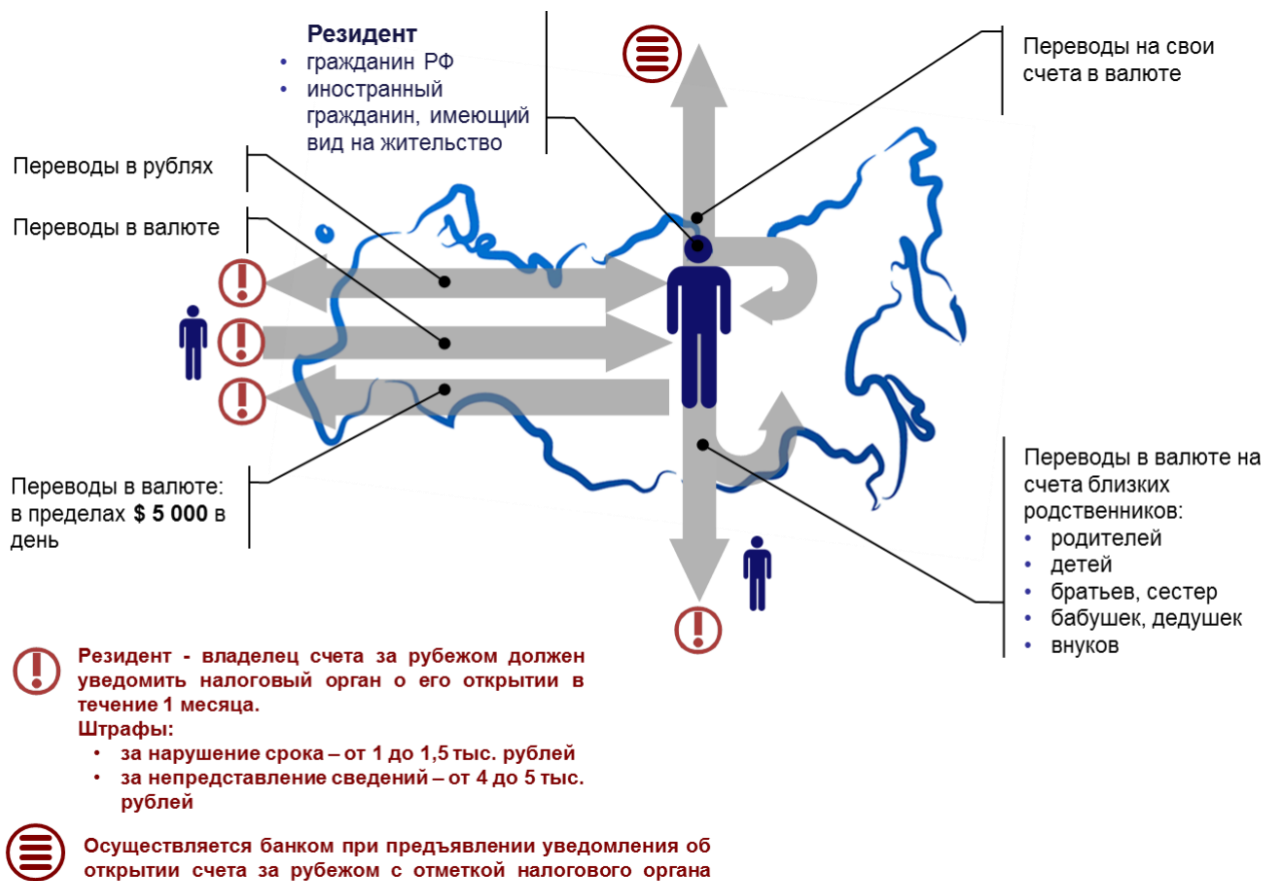 Резидент
• гражданин РФ
• иностранный
гражданин, имеющий
вид на жительство
Переводы на свои
счета в валюте
Переводы в рублях
Переводы в валюте
Переводы в валюте:
в пределах $ 5 000 в
день
Переводы в валюте на
счета близких
родственников:
• родителей
• детей
• братьев, сестер
• бабушек, дедушек
• внуков
Резидент - владелец счета за рубежом должен
уведомить налоговый орган о его открытии в
течение 1 месяца.
Штрафы:
• за нарушение срока – от 1 до 1,5 тыс. рублей
• за непредставление сведений – от 4 до 5 тыс.
рублей
Осуществляется банком при предъявлении уведомления об
открытии счета за рубежом с отметкой налогового органа